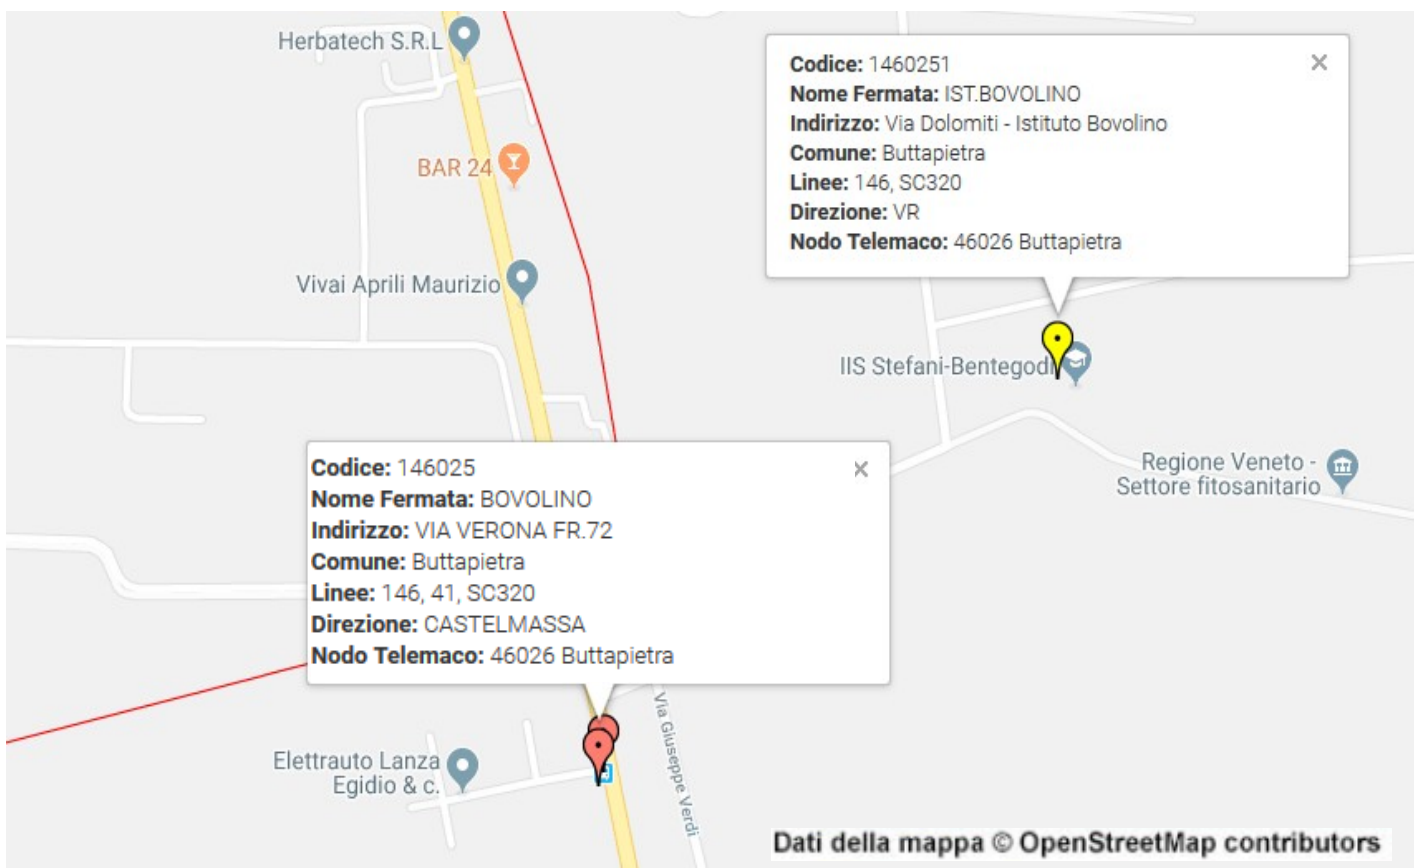 Herbatech S.R.L
BAR 24
Vivai Aprili Maurizio
Codice: 1460251
×
Nome Fermata: IST.BOVOLINO
Indirizzo: Via Dolomiti - Istituto Bovolino
Comune: Buttapietra
Linee: 146, SC320
Direzione: VR
Nodo Telemaco: 46026 Buttapietra
IIS Stefani-Bentegodi
Regione Veneto -
Settore fitosanitario
Codice: 146025
×
Nome Fermata: BOVOLINO
Indirizzo: VIA VERONA FR.72
Comune: Buttapietra
Linee: 146, 41, SC320
Direzione: CASTELMASSA
Nodo Telemaco: 46026 Buttapietra
Elettrauto Lanza
Egidio & c.
Via Giuseppe Verdi
Dati della mappa © OpenStreetMap contributors